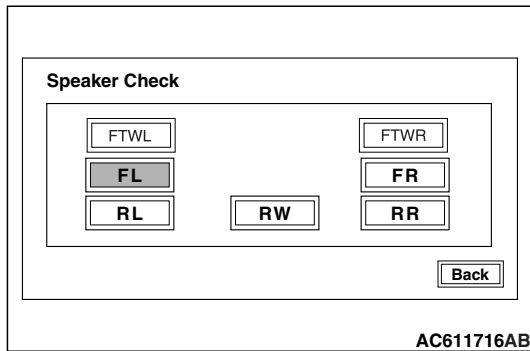 Speaker Check
FTWL FTWR
FL FR
RL RW RR
Back
AC611716AB